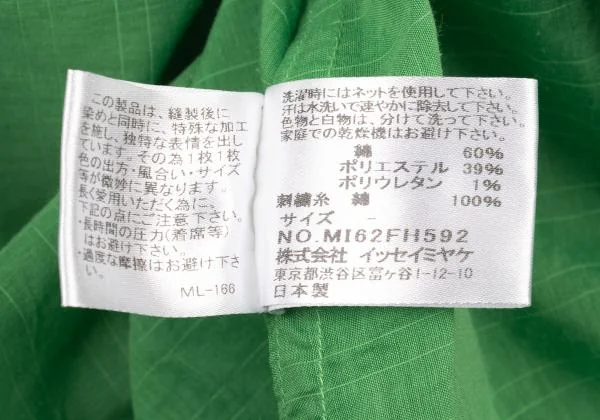 この製品は、縫製後に
染めと同時に、特殊な加工
を施し、独特な表情を出し
ています。その為1枚1枚
色の出方・風合い・サイズ
等が微妙に異なります。
長く愛用いただく為に、
下記の点にご注意下さい。
・長時間の圧力(着席等)
はお避け下さい。
・過度な摩擦はお避け下さ
い。
ML-166
洗濯時にはネットを使用して下さい。
汗は水洗いで速やかに除去して下さい。
色物と白物は、分けて洗って下さい。
家庭での乾燥機はお避け下さい。
綿 60%
ポリエステル 39%
ポリウレタン 1%
刺繍糸 綿 100%
サイズ -
NO.MI62FH592
株式会社 イッセイミヤケ
東京都渋谷区富ヶ谷1-12-10
日本製